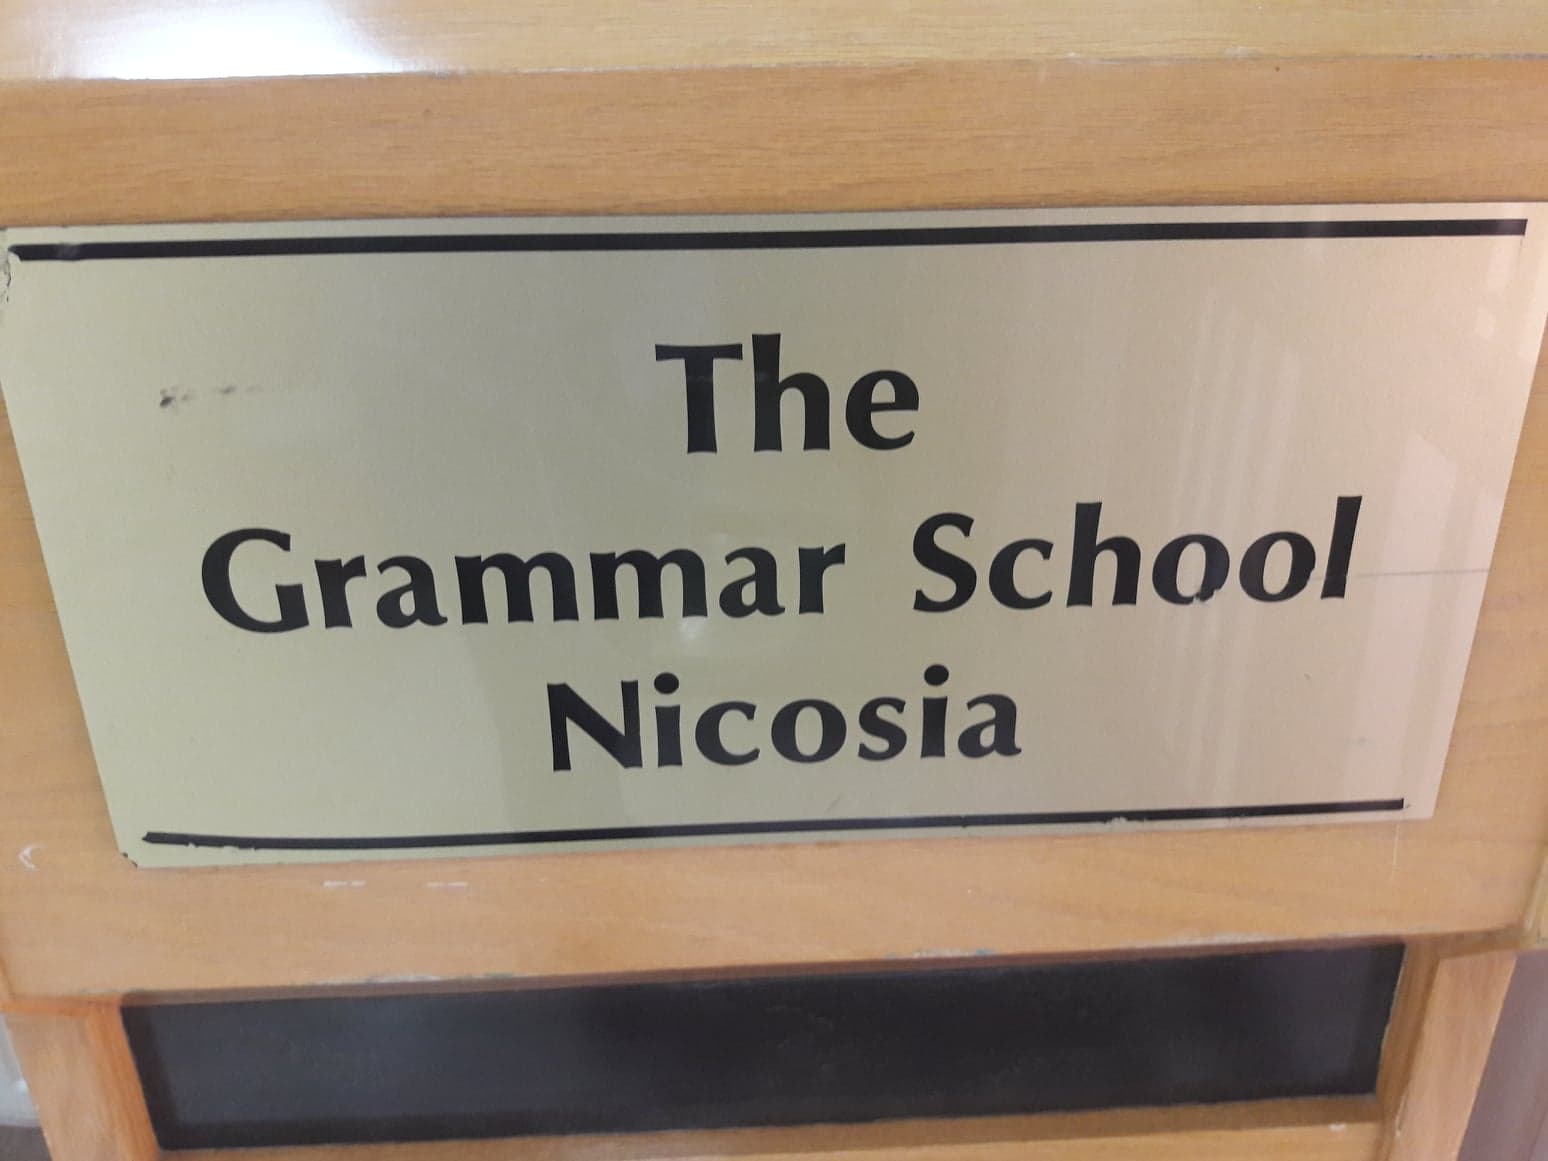 The
Grammar School
Nicosia